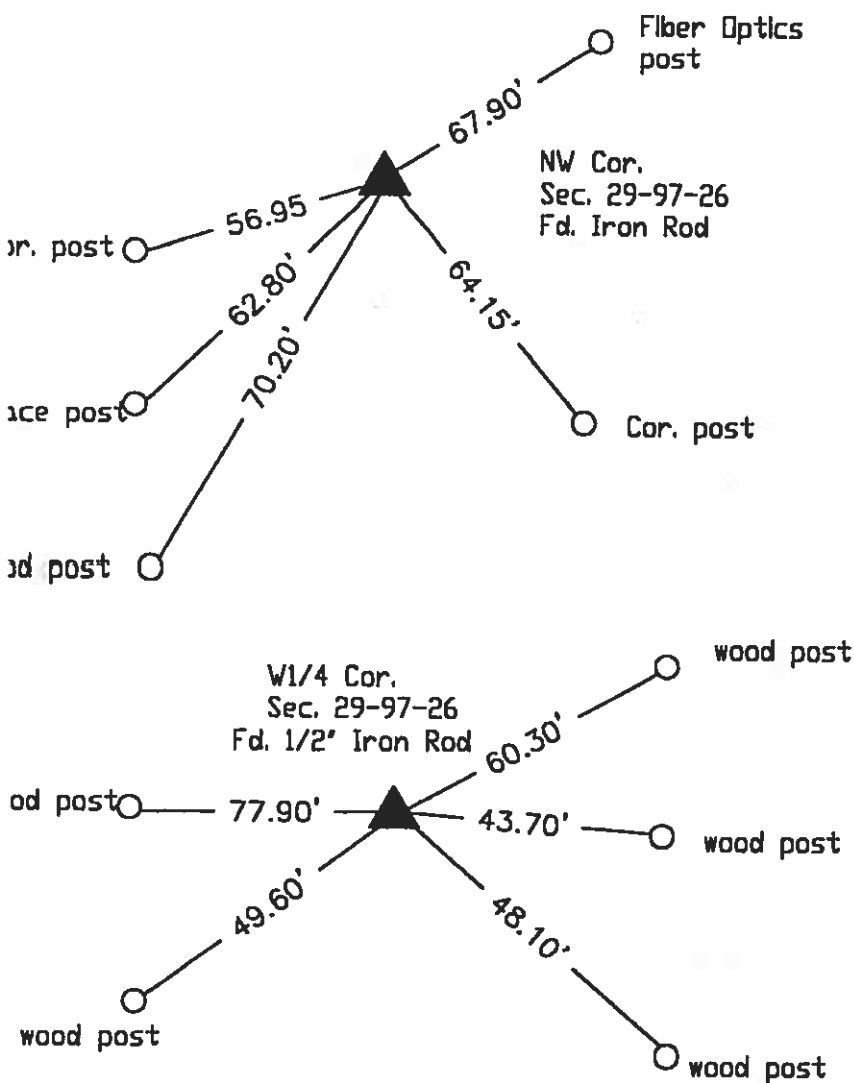 Fiber Optics
post
67.90'
NW Cor.
Sec. 29-97-26
Fd. Iron Rod
56.95
or. post
62.80'
64.15'
70.20'
post
Cor. post
post
W1/4 Cor.
Sec. 29-97-26
Fd. 1/2" Iron Rod
wood post
60.30'
od post
77.90'
43.70'
wood post
49.60'
48.10'
wood post
wood post